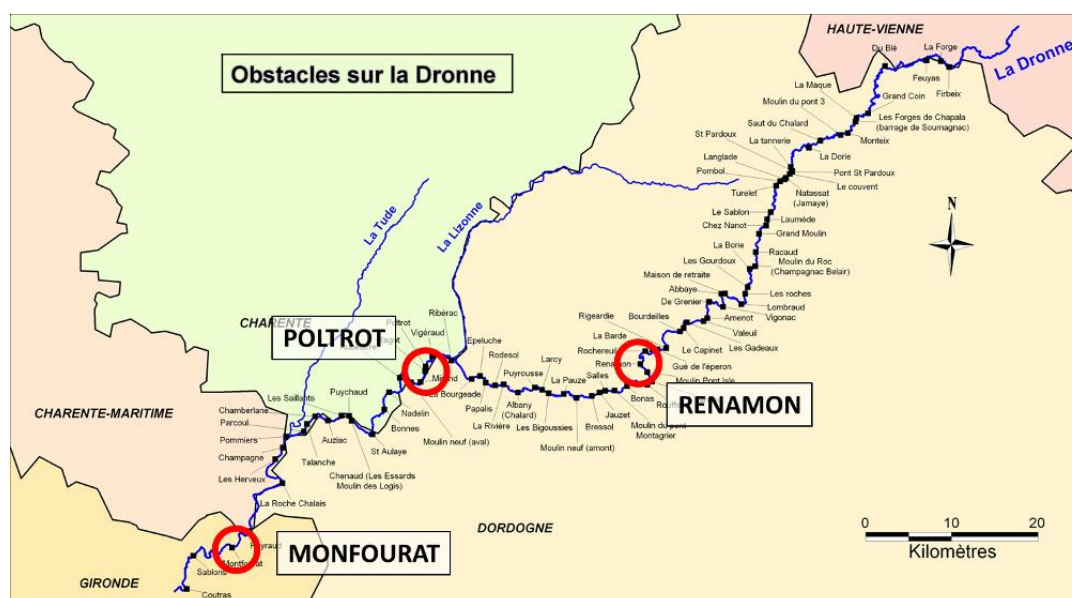 HAUTE-VIENNE
La Dronne
Obstacles sur la Dronne
Du Blé
La Forge
Feuyas
Firbeix
La Maque
Grand Coin
Moulin du pont 3
Les Forges de Chapala
(barrage de Soumagnac)
Saut du Chalard
Monteix
St Pardoux
La tannerie
La Dorie
Langlade
Pombol
Pont St Pardoux
Le couvent
Turelet
Natassat
(Jamaye)
La Tude
La Lizonne
N
Le Sablon
Laumède
Chez Nanot
Grand Moulin
La Borie
Racaud
Les Gourdoux
Moulin du Roc
(Champagnac Belair)
Maison de retraite
Abbaye
Les roches
De Grenier
Lombraud
Vigonac
Amenot
Valeuil
Les Gadeaux
Bourdeilles
Rigeardie
Le Capinet
La Barde
Rochereuil
Gué de l'éperon
Renamon
Moulin Pont Isle
RENAMON
Ribérac
CHARENTE
Poltrot
Vigéraud
POLTROT
Epeluche
Rodesol
Larcy
Puyrousse
La Pauze
Salles
Bonas
La Bourgeade
Papalis
La Rivière
Albany
(Chalard)
Les Bigoussies
Moulin neuf (amont)
Bressol
Jauzet
Moulin du pont
Montagrier
Puychaud
Les Saillants
Nadelin
Bonnes
Moulin neuf (aval)
CHARENTE-MARITIME
Chamberlane
Parcoul
Pommiers
Auziac
St Aulaye
Champagne
Talanche
Chenaud (Les Essards
Moulin des Logis)
Les Herveux
La Roche Chalais
DORDOGNE
0 10 20
Kilomètres
MONFOURAT
Monfourat
Sablons
GIRONDE
Coutras